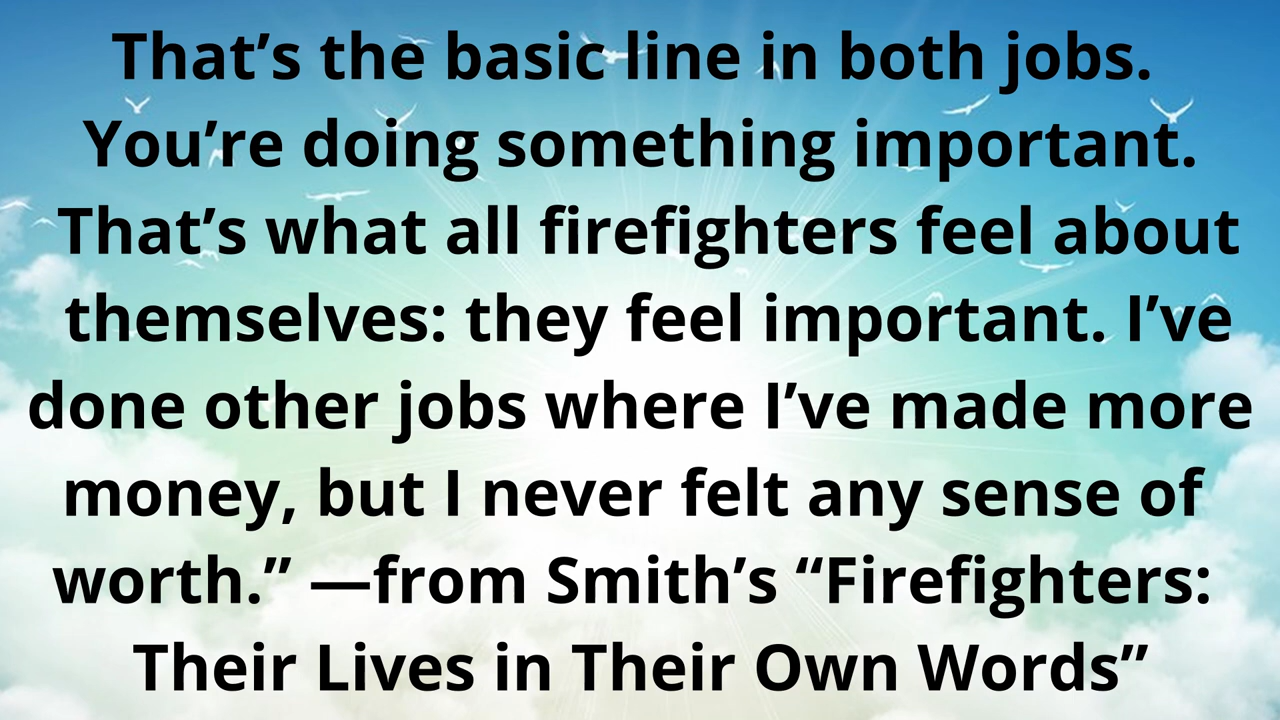 That’s the basic line in both jobs.
You’re doing something important.
That’s what all firefighters feel about
themselves: they feel important. I’ve
done other jobs where I’ve made more
money, but I never felt any sense of
worth.” —from Smith’s “Firefighters:
Their Lives in Their Own Words”